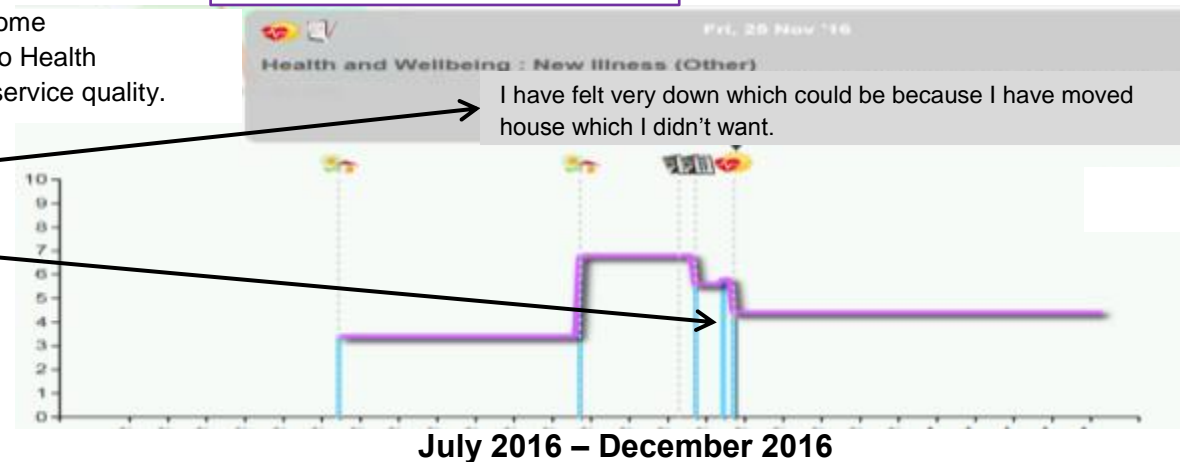 ome
o Health
service quality.
Fri, 25 Nov '16
Health and Wellbeing : New Illness (Other)
I have felt very down which could be because I have moved
house which I didn't want.
10
9
8
7
6
5
4
3
2
1
0
July 2016 – December 2016